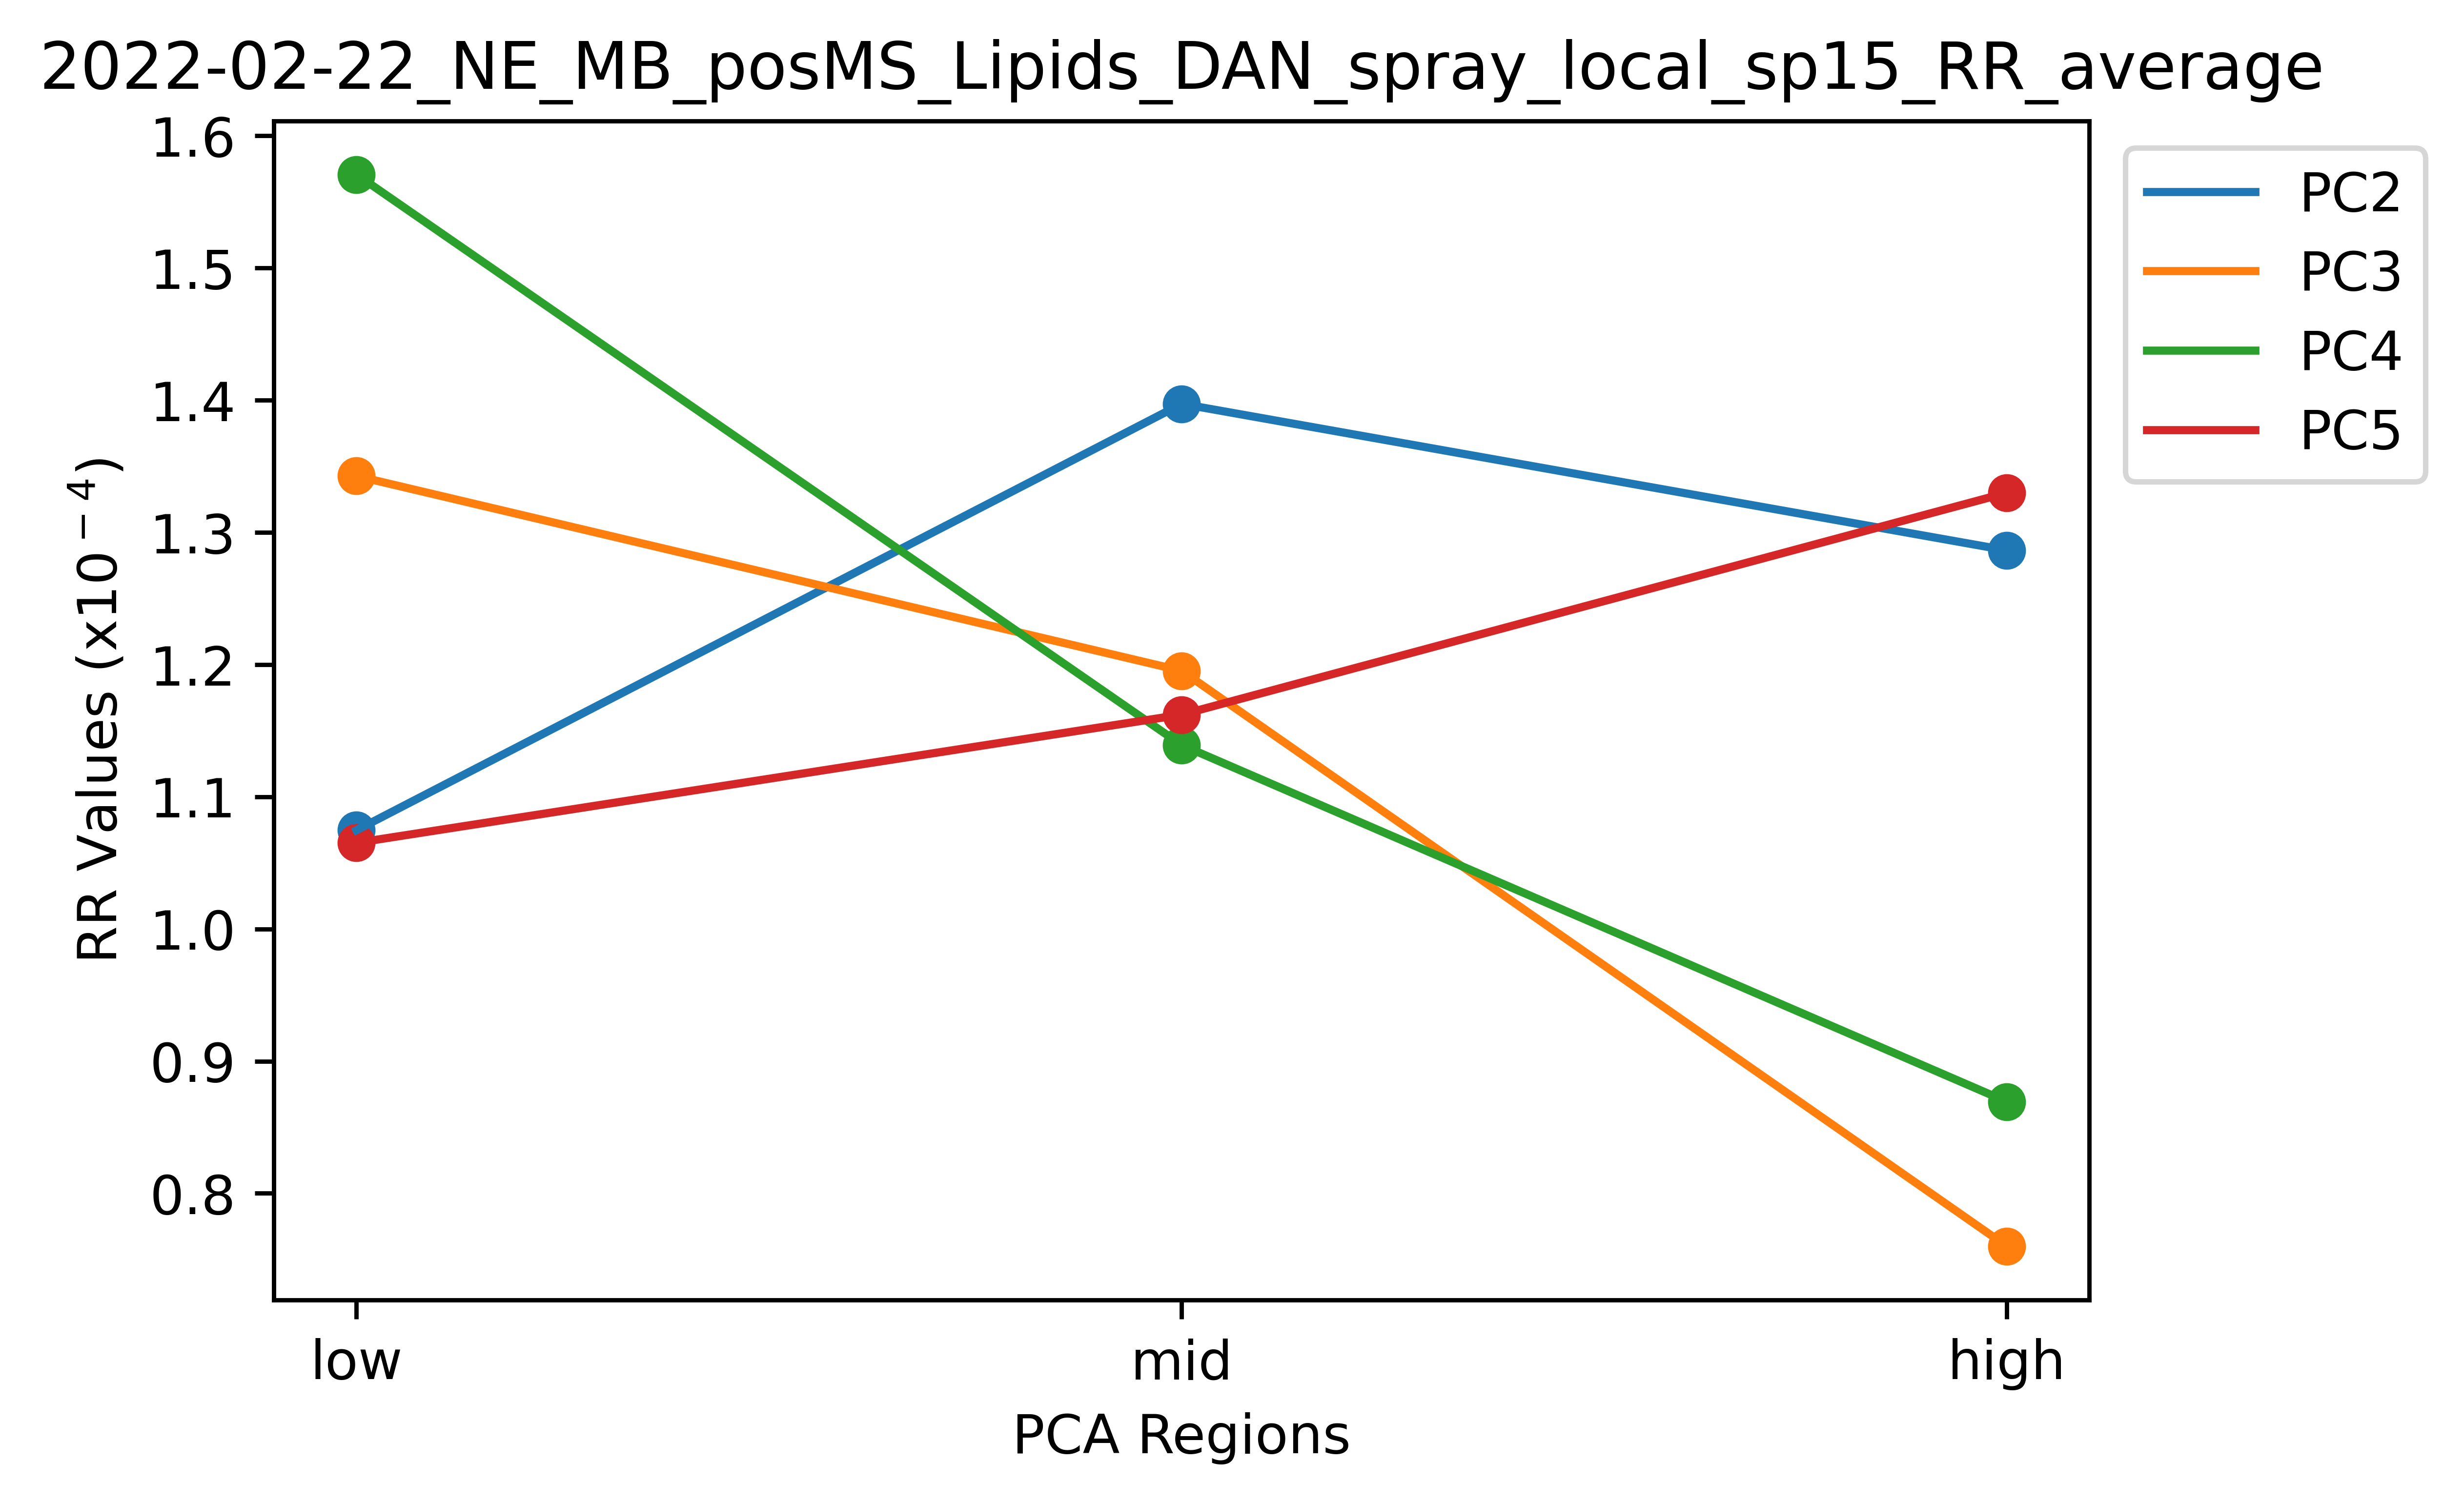 2022-02-22_NE_MB_posMS_Lipids_DAN_spray_local_sp15_RR_average
1.6
1.5
1.4
1.3
1.2
1.1
1.0
0.9
0.8
RR Values (x10⁻⁴)
low
mid
high
PCA Regions
PC2
PC3
PC4
PC5